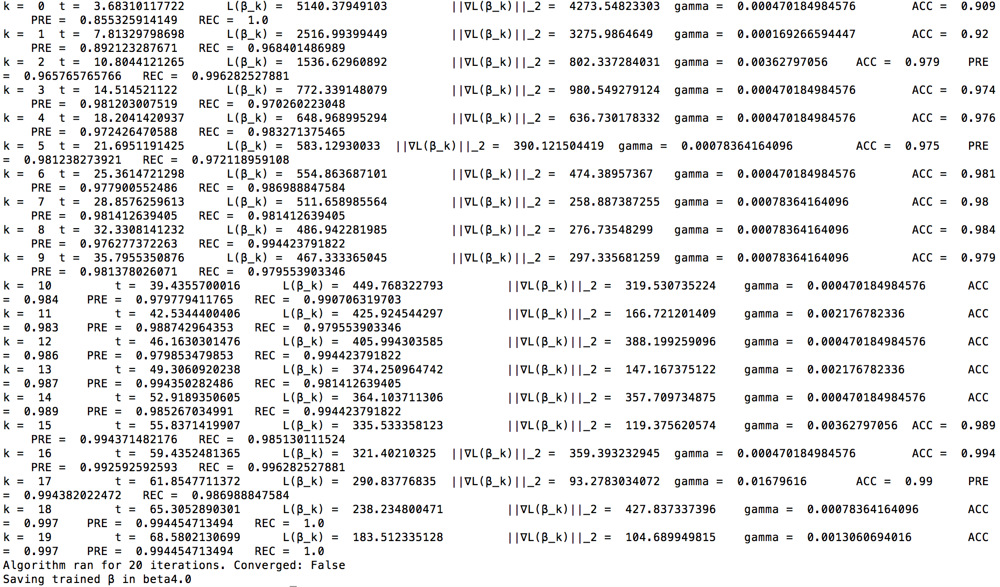 k =  0  t =  3.68310117722      L(β_k) =  5140.37949103         ||∇L(β_k)||_2 =  4273.54823303  gamma =  0.000470184984576        ACC =  0.909
    PRE =  0.855325914149   REC =  1.0
k =  1  t =  7.81329798698      L(β_k) =  2516.99399449         ||∇L(β_k)||_2 =  3275.9864649   gamma =  0.000169266594447        ACC =  0.92
    PRE =  0.892123287671   REC =  0.968401486989
k =  2  t =  10.8044121265      L(β_k) =  1536.62960892         ||∇L(β_k)||_2 =  802.337284031  gamma =  0.00362797056    ACC =  0.979    PRE
=  0.965765765766   REC =  0.996282527881
k =  3  t =  14.514521122       L(β_k) =  772.339148079         ||∇L(β_k)||_2 =  980.549279124  gamma =  0.000470184984576        ACC =  0.974
    PRE =  0.981203007519   REC =  0.970260223048
k =  4  t =  18.2041420937      L(β_k) =  648.968995294         ||∇L(β_k)||_2 =  636.730178332  gamma =  0.000470184984576        ACC =  0.976
    PRE =  0.972426470588   REC =  0.983271375465
k =  5  t =  21.6951191425      L(β_k) =  583.12930033  ||∇L(β_k)||_2 =  390.121504419  gamma =  0.00078364164096         ACC =  0.975    PRE
=  0.981238273921   REC =  0.972118959108
k =  6  t =  25.3614721298      L(β_k) =  554.863687101         ||∇L(β_k)||_2 =  474.38957367   gamma =  0.000470184984576        ACC =  0.981
    PRE =  0.977900552486   REC =  0.986988847584
k =  7  t =  28.8576259613      L(β_k) =  511.658985564         ||∇L(β_k)||_2 =  258.887387255  gamma =  0.00078364164096         ACC =  0.98
    PRE =  0.981412639405   REC =  0.981412639405
k =  8  t =  32.3308141232      L(β_k) =  486.942281985         ||∇L(β_k)||_2 =  276.73548299   gamma =  0.00078364164096         ACC =  0.984
    PRE =  0.976277372263   REC =  0.994423791822
k =  9  t =  35.7955350876      L(β_k) =  467.333365045         ||∇L(β_k)||_2 =  297.335681259  gamma =  0.00078364164096         ACC =  0.979
    PRE =  0.981378026071   REC =  0.979553903346
k =  10         t =  39.4355700016      L(β_k) =  449.768322793         ||∇L(β_k)||_2 =  319.530735224    gamma =  0.000470184984576      ACC
=  0.984    PRE =  0.979779411765   REC =  0.990706319703
k =  11         t =  42.5344400406      L(β_k) =  425.924544297         ||∇L(β_k)||_2 =  166.721201409    gamma =  0.002176782336         ACC
=  0.983    PRE =  0.988742964353   REC =  0.979553903346
k =  12         t =  46.1630301476      L(β_k) =  405.994303585         ||∇L(β_k)||_2 =  388.199259096    gamma =  0.000470184984576      ACC
=  0.986    PRE =  0.979853479853   REC =  0.994423791822
k =  13         t =  49.3060920238      L(β_k) =  374.250964742         ||∇L(β_k)||_2 =  147.167375122    gamma =  0.002176782336         ACC
=  0.987    PRE =  0.994350282486   REC =  0.981412639405
k =  14         t =  52.9189350605      L(β_k) =  364.103711306         ||∇L(β_k)||_2 =  357.709734875    gamma =  0.000470184984576      ACC
=  0.989    PRE =  0.985267034991   REC =  0.994423791822
k =  15         t =  55.8371419907      L(β_k) =  335.533358123         ||∇L(β_k)||_2 =  119.375620574    gamma =  0.00362797056  ACC =  0.989
    PRE =  0.994371482176   REC =  0.985130111524
k =  16         t =  59.4352481365      L(β_k) =  321.40210325  ||∇L(β_k)||_2 =  359.393232945  gamma =  0.000470184984576        ACC =  0.994
    PRE =  0.992592592593   REC =  0.996282527881
k =  17         t =  61.8547711372      L(β_k) =  290.83776835  ||∇L(β_k)||_2 =  93.2783034072  gamma =  0.01679616       ACC =  0.99     PRE
=  0.994382022472   REC =  0.986988847584
k =  18         t =  65.3052890301      L(β_k) =  238.234800471         ||∇L(β_k)||_2 =  427.837337396    gamma =  0.00078364164096       ACC
=  0.997    PRE =  0.994454713494   REC =  1.0
k =  19         t =  68.5802130699      L(β_k) =  183.512335128         ||∇L(β_k)||_2 =  104.689949815    gamma =  0.0013060694016        ACC
=  0.997    PRE =  0.994454713494   REC =  1.0
Algorithm ran for 20 iterations. Converged: False
Saving trained β in beta4.0